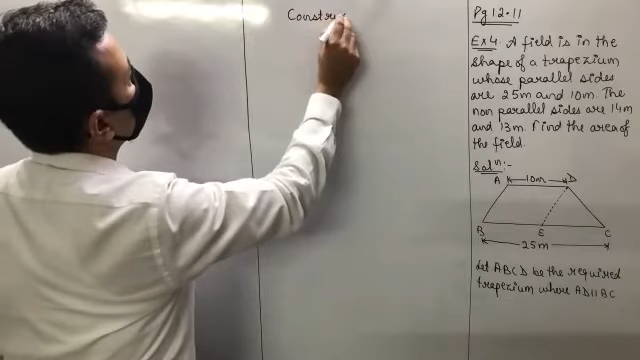 Constru
Pg 12.11
Ex 4. A field is in the
shape of a trapezium
whose parallel sides
are 25m and 10m. The
non parallel sides are 14m
and 13m. Find the area of
the field.
Solⁿ:-
A 10m D
B E C
25m
Let ABCD be the required
trapezium where AD||BC